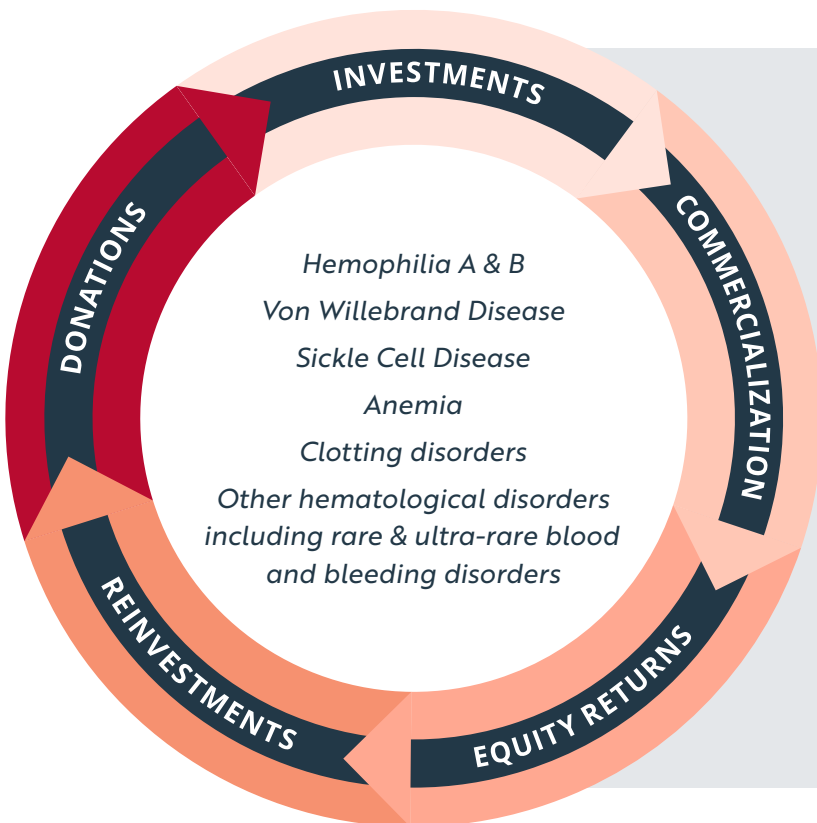 INVESTMENTS
COMMERCIALIZATION
EQUITY RETURNS
REINVESTMENTS
DONATIONS
Hemophilia A & B
Von Willebrand Disease
Sickle Cell Disease
Anemia
Clotting disorders
Other hematological disorders
including rare & ultra-rare blood
and bleeding disorders